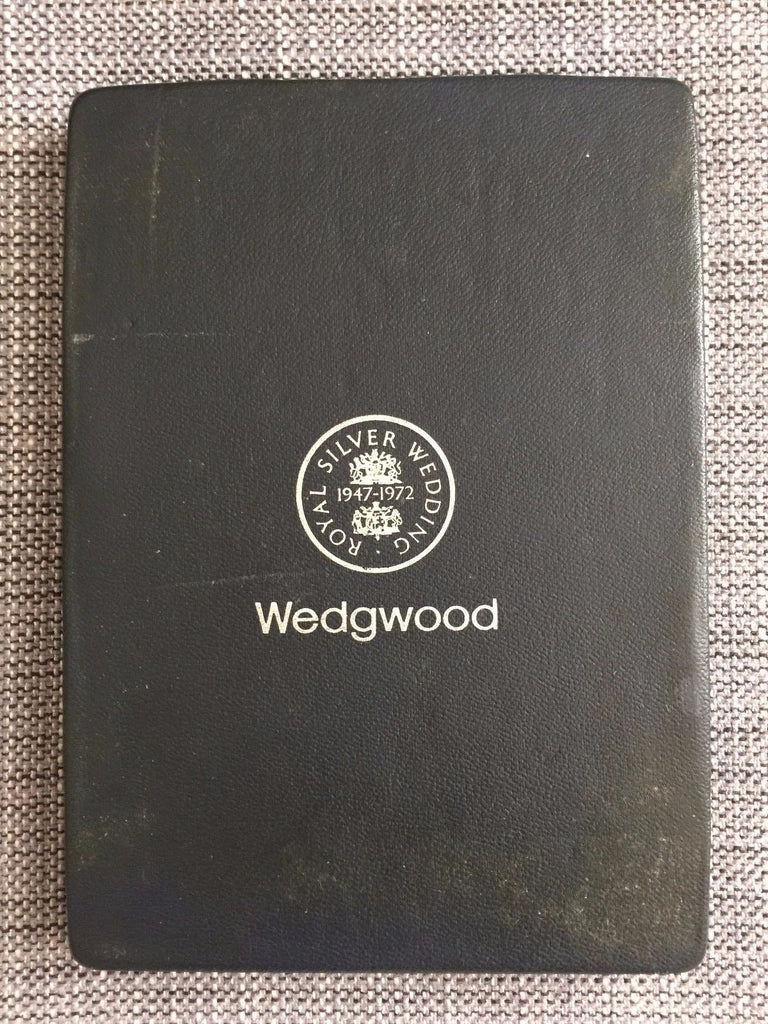 ROYAL SILVER WEDDING ·
1947-1972
Wedgwood